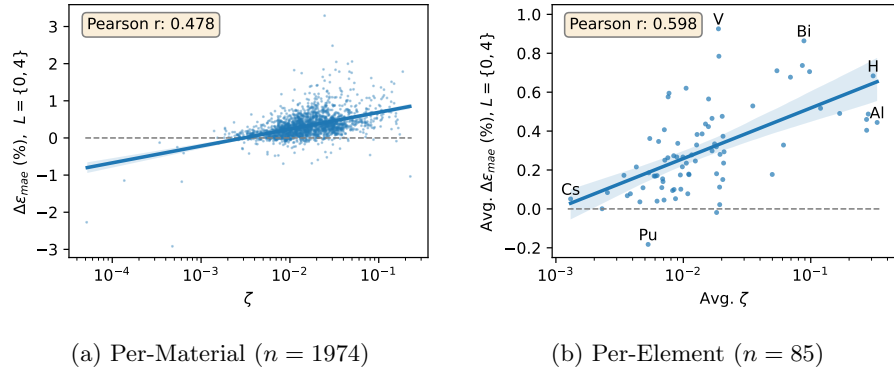 Pearson r: 0.478
Δε_mae (%), L = {0, 4}
3
2
1
0
−1
−2
−3
10⁻⁴
10⁻³
10⁻²
10⁻¹
ζ
(a) Per-Material (n = 1974)
Pearson r: 0.598
Avg. Δε_mae (%), L = {0, 4}
1.0
0.8
0.6
0.4
0.2
0.0
−0.2
V
Bi
H
Al
Cs
Pu
10⁻³
10⁻²
10⁻¹
Avg. ζ
(b) Per-Element (n = 85)